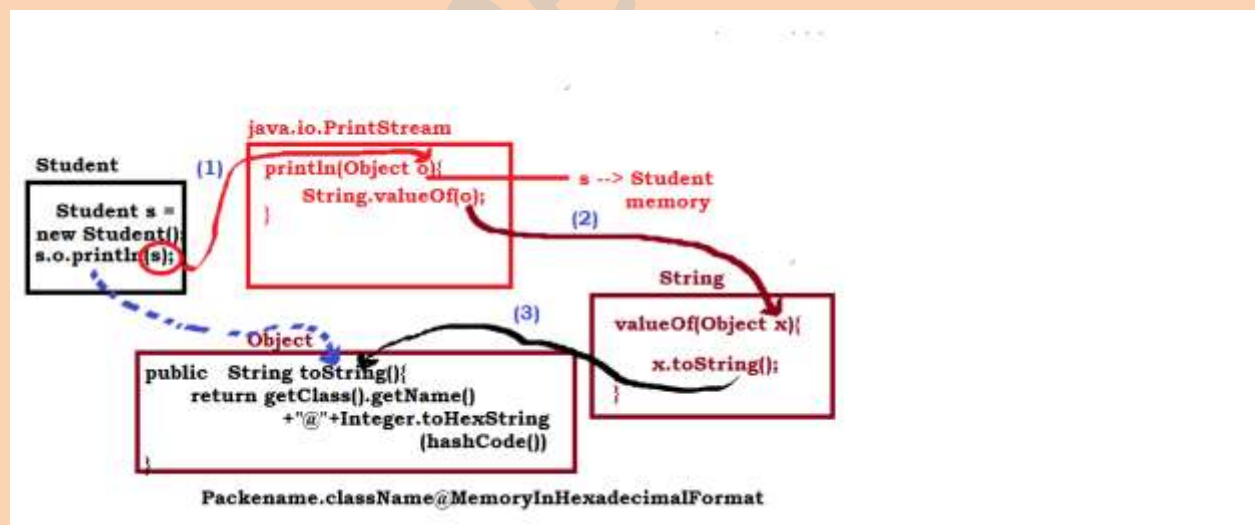 java.io.PrintStream
Student
(1)
println(Object o){
String.valueOf(o);
}
s --> Student
memory
Student s =
new Student();
s.o.println(s);
(2)
String
valueOf(Object x){
x.toString();
}
(3)
Object
public String toString(){
return getClass().getName()
+"@"+Integer.toHexString
(hashCode())
}
Packename.className@MemoryInHexadecimalFormat